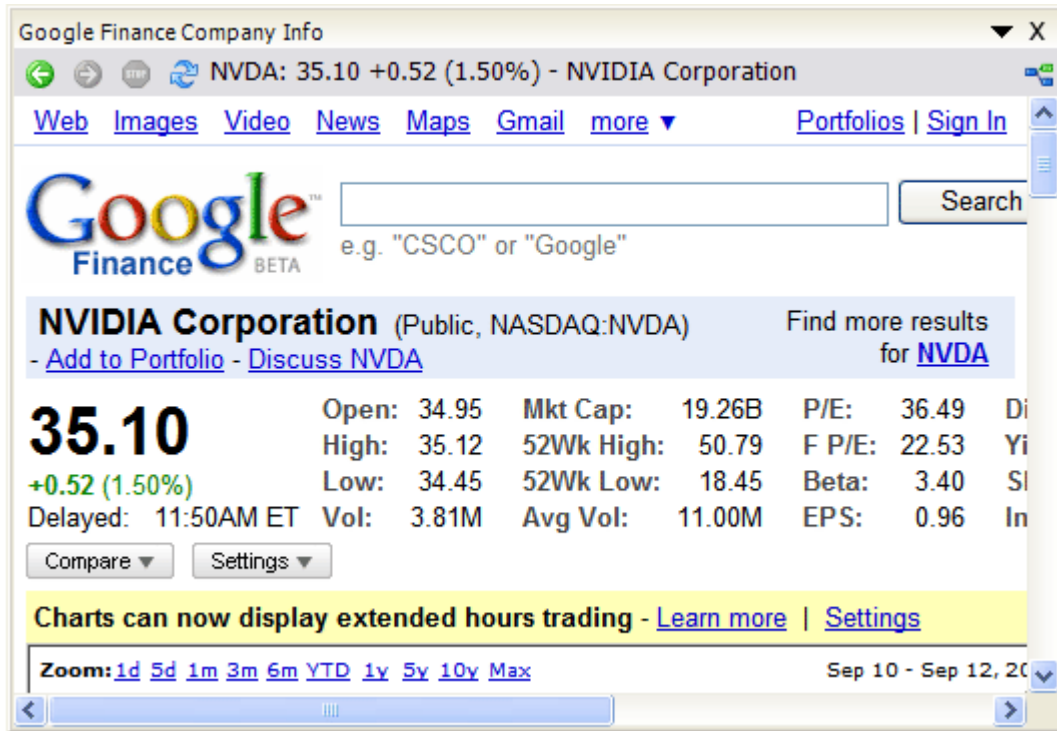 Google Finance Company Info X
STOP NVDA: 35.10 +0.52 (1.50%) - NVIDIA Corporation
Web Images Video News Maps Gmail more ▼ Portfolios | Sign In
Google™ Finance BETA
Search
e.g. "CSCO" or "Google"
NVIDIA Corporation (Public, NASDAQ:NVDA)
- Add to Portfolio - Discuss NVDA
Find more results
for NVDA
35.10
+0.52 (1.50%)
Delayed: 11:50AM ET
Open: 34.95 Mkt Cap: 19.26B P/E: 36.49 Di
High: 35.12 52Wk High: 50.79 F P/E: 22.53 Yi
Low: 34.45 52Wk Low: 18.45 Beta: 3.40
Vol: 3.81M Avg Vol: 11.00M EPS: 0.96 In
Compare ▼ Settings ▼
Charts can now display extended hours trading - Learn more | Settings
Zoom: 1d 5d 1m 3m 6m YTD 1y 5y 10y Max Sep 10 - Sep 12, 20